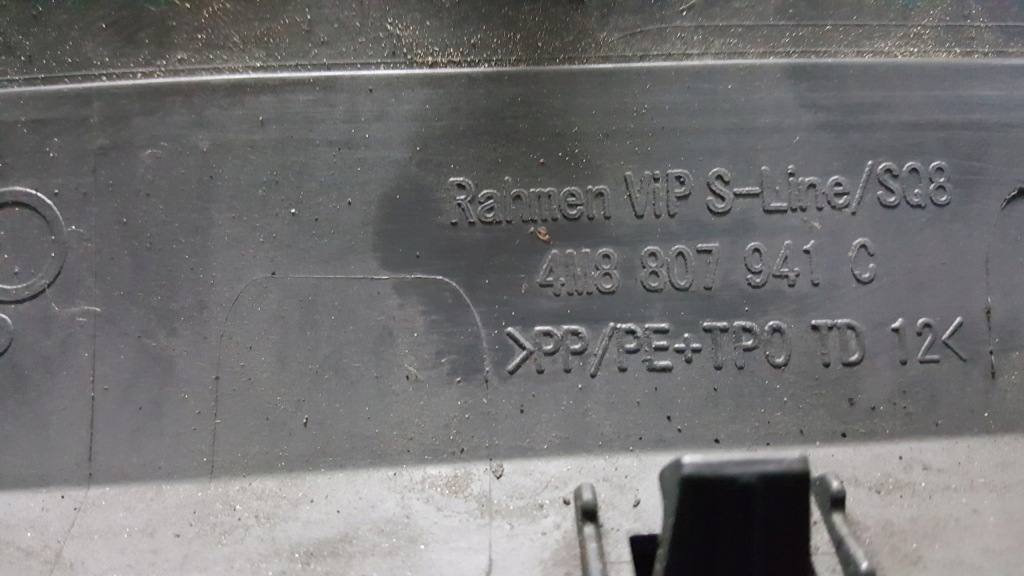 Rahmen ViP S-Line/SQ8
4M8 807 941 C
>PP/PE+TPO TD 12<